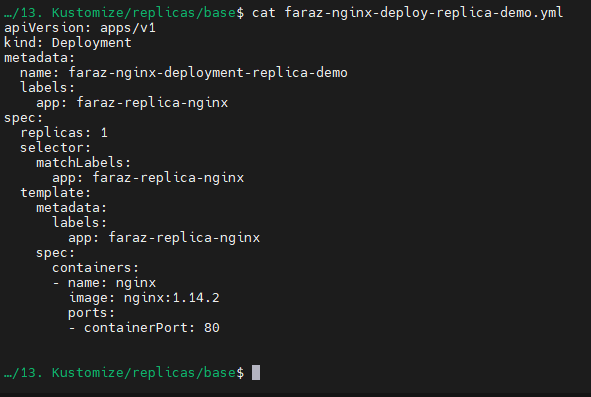 …/13. Kustomize/replicas/base$ cat faraz-nginx-deploy-replica-demo.yml
apiVersion: apps/v1
kind: Deployment
metadata:
  name: faraz-nginx-deployment-replica-demo
  labels:
    app: faraz-replica-nginx
spec:
  replicas: 1
  selector:
    matchLabels:
      app: faraz-replica-nginx
  template:
    metadata:
      labels:
        app: faraz-replica-nginx
    spec:
      containers:
      - name: nginx
        image: nginx:1.14.2
        ports:
        - containerPort: 80
…/13. Kustomize/replicas/base$